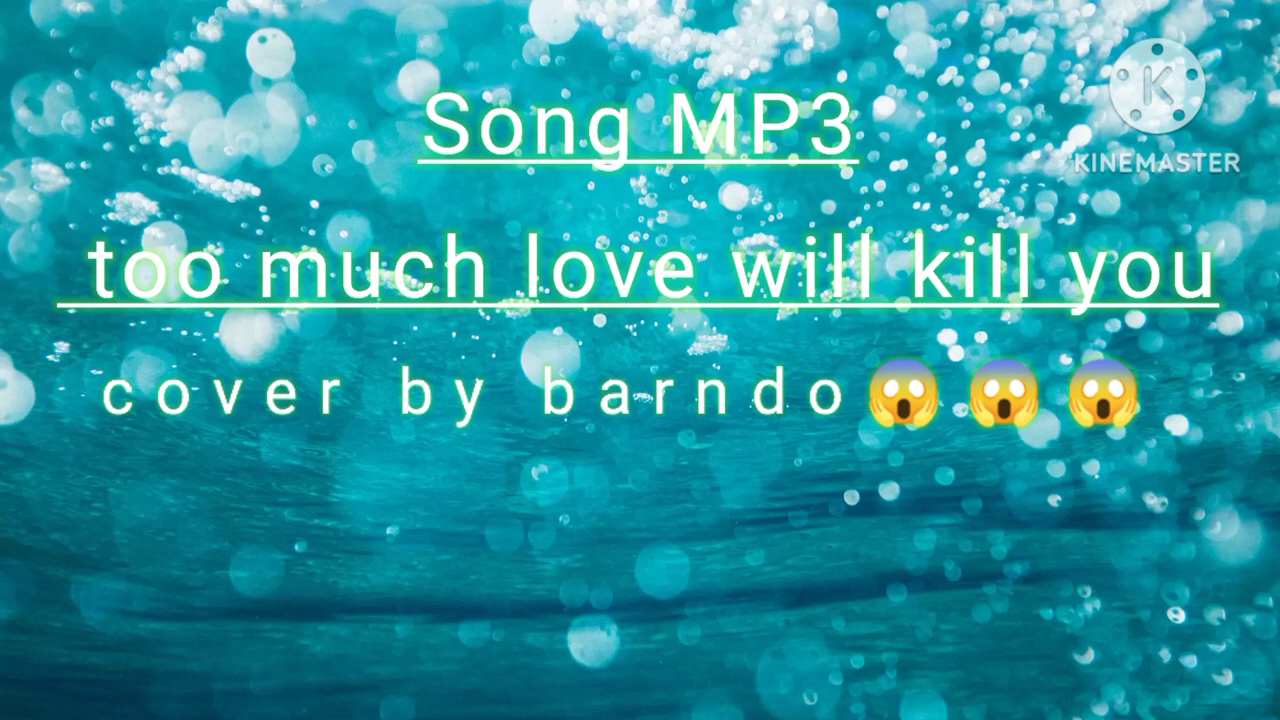 Song MP3
K
KINEMASTER
too much love will kill you
cover by barndo😱😱😱